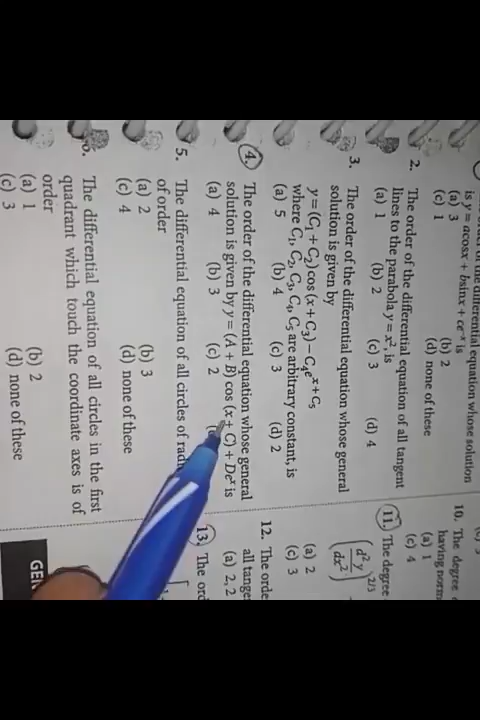 is y = acosx + bsinx + ce⁻ˣ is
(a) 3 (b) 2
(c) 1 (d) none of these
2. The order of the differential equation of all tangent
lines to the parabola y = x², is
(a) 1 (b) 2 (c) 3 (d) 4
3. The order of the differential equation whose general
solution is given by
y = (C₁ + C₂) cos (x + C₃) – C₄eˣ⁺ᶜ⁵
where C₁, C₂, C₃, C₄, C₅ are arbitrary constant, is
(a) 5 (b) 4 (c) 3 (d) 2
4. The order of the differential equation whose general
solution is given by y = (A + B) cos (x + C) + Deˣ is
(a) 4 (b) 3 (c) 2
5. The differential equation of all circles of
of order
(a) 2 (b) 3
(c) 4 (d) none of these
6. The differential equation of all circles in the first
quadrant which touch the coordinate axes is of
order
(a) 1 (b) 2
(c) 3 (d) none of these
10. The degree
having norm
(a) 1
(c) 4
11. The degree
(d²y/dx²)²ᐟ³
(a) 2
(c) 3
12. The orde
all tange
(a) 2, 2
13. The ord
GEN